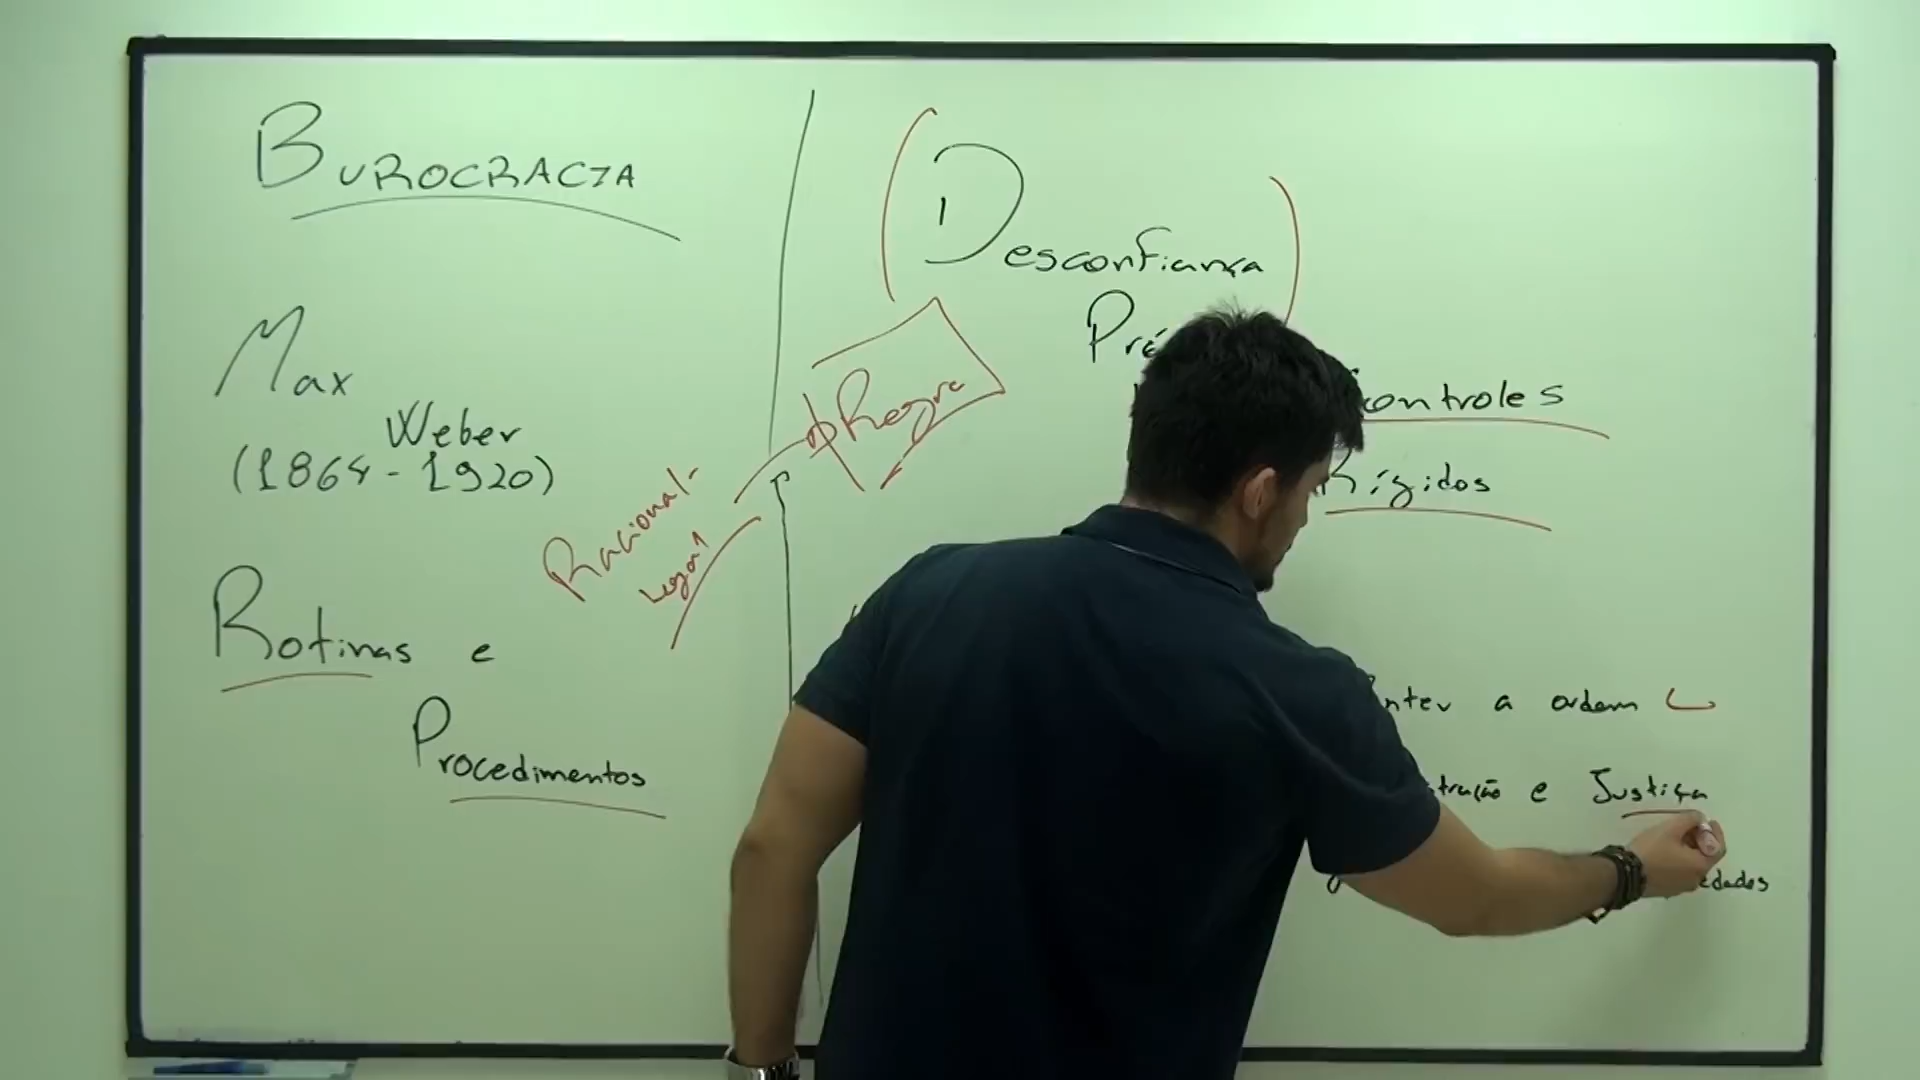 Burocracia
Max
Weber
(1864-1920)
Racional-
Legal
Rotinas e
Procedimentos
Desconfiança
Regra
Controles
Rígidos
a ordem
e Justiça